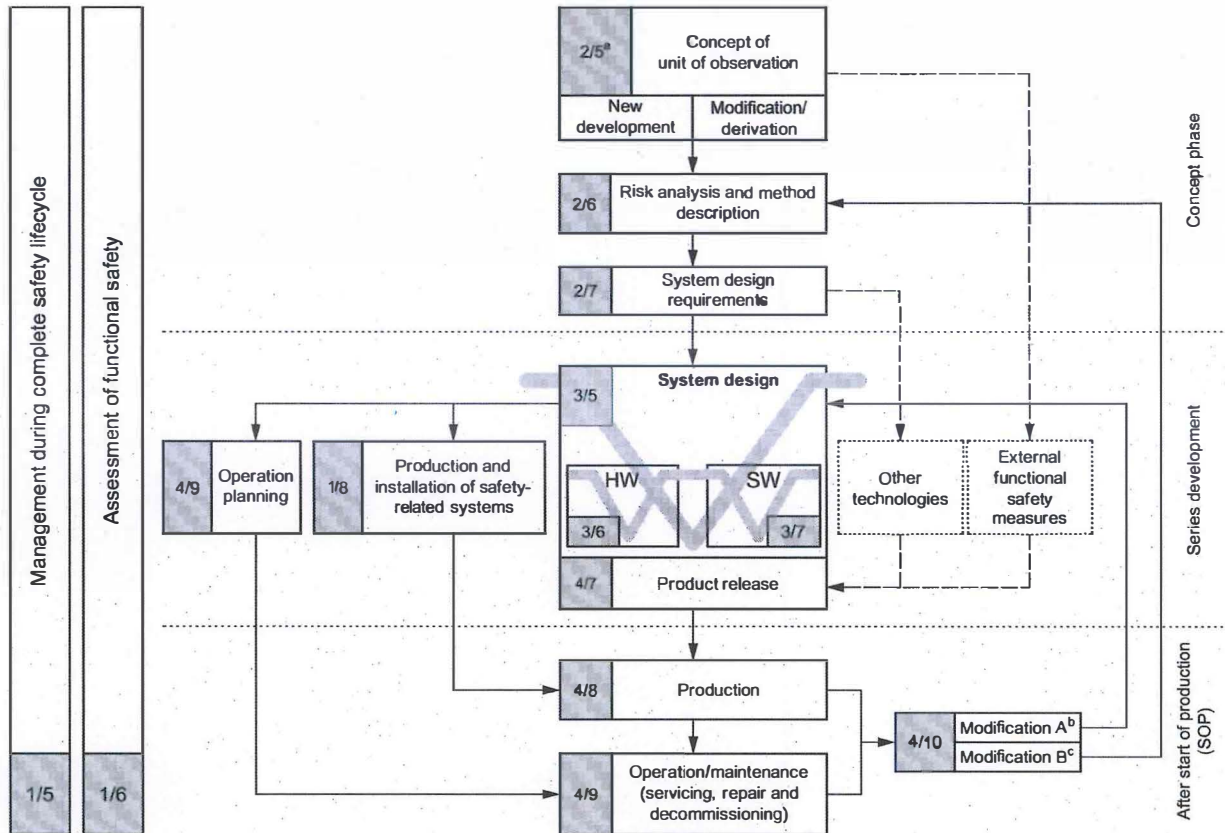 Management during complete safety lifecycle
1/5
Assessment of functional safety
1/6
2/5a
Concept of
unit of observation
New
development
Modification/
derivation
2/6
Risk analysis and method
description
2/7
System design
requirements
Concept phase
System design
3/5
HW
3/6
SW
3/7
4/7
Product release
4/9
Operation
planning
1/8
Production and
installation of safety-
related systems
Other
technologies
External
functional
safety
measures
Series development
4/8
Production
4/9
Operation/maintenance
(servicing, repair and
decommissioning)
4/10
Modification Ab
Modification Bc
After start of production
(SOP)